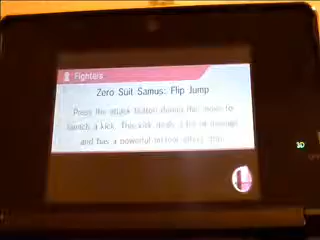 Fighters
Zero Suit Samus: Flip Jump
Press the attack button during this move to
launch a kick. This kick deals a lot of damage
and has a powerful meteor effect, too.
3D